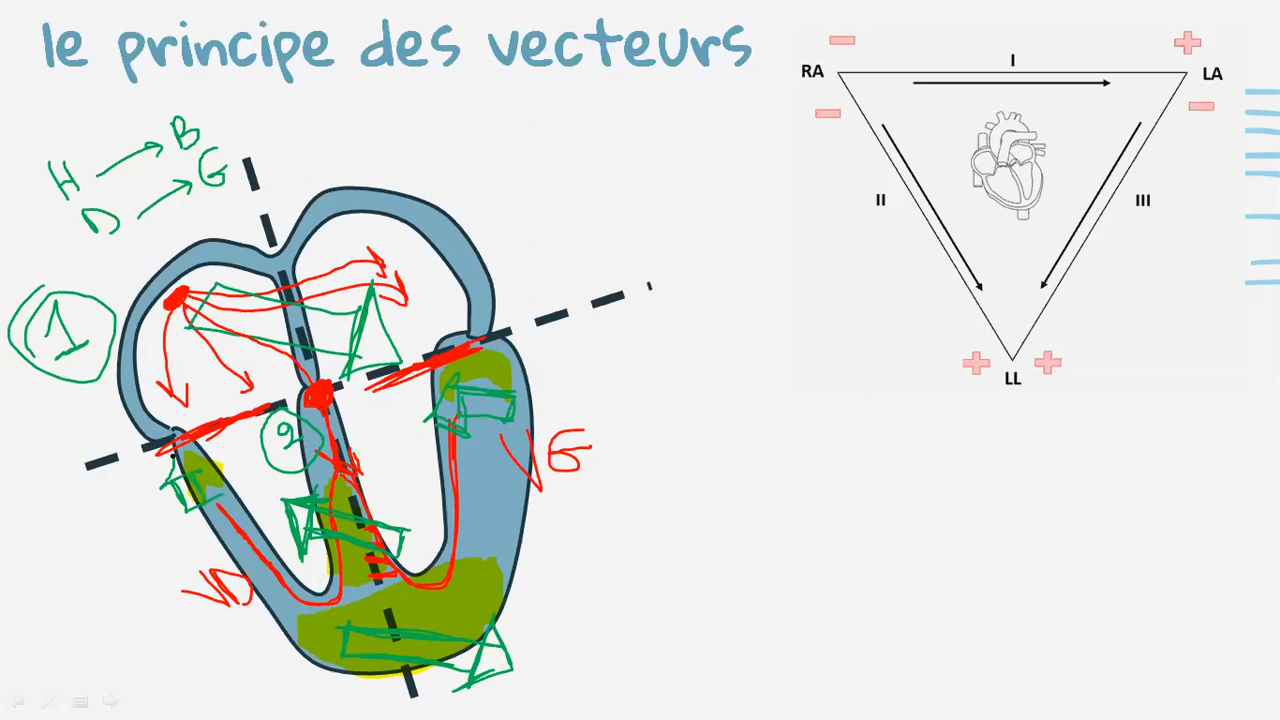 le principe des vecteurs
I
RA
LA
H → B
D → G
II
III
1
LL
2
VG
VD